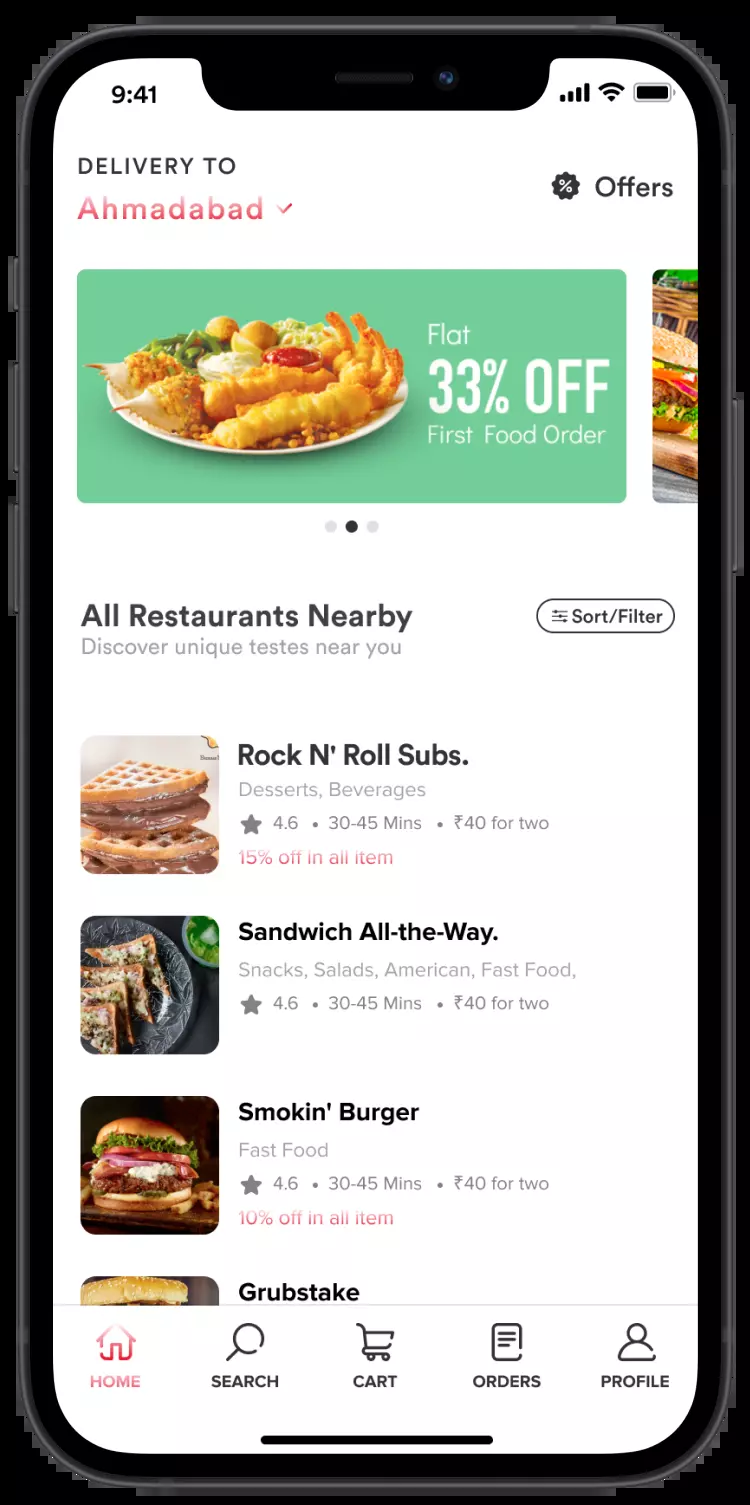 9:41
DELIVERY TO
Ahmadabad
Offers
Flat
33% OFF
First Food Order
All Restaurants Nearby
Sort/Filter
Discover unique testes near you
Rock N' Roll Subs.
Desserts, Beverages
4.6 • 30-45 Mins • ₹40 for two
15% off in all item
Sandwich All-the-Way.
Snacks, Salads, American, Fast Food,
4.6 • 30-45 Mins • ₹40 for two
Smokin' Burger
Fast Food
4.6 • 30-45 Mins • ₹40 for two
10% off in all item
Grubstake
HOME
SEARCH
CART
ORDERS
PROFILE